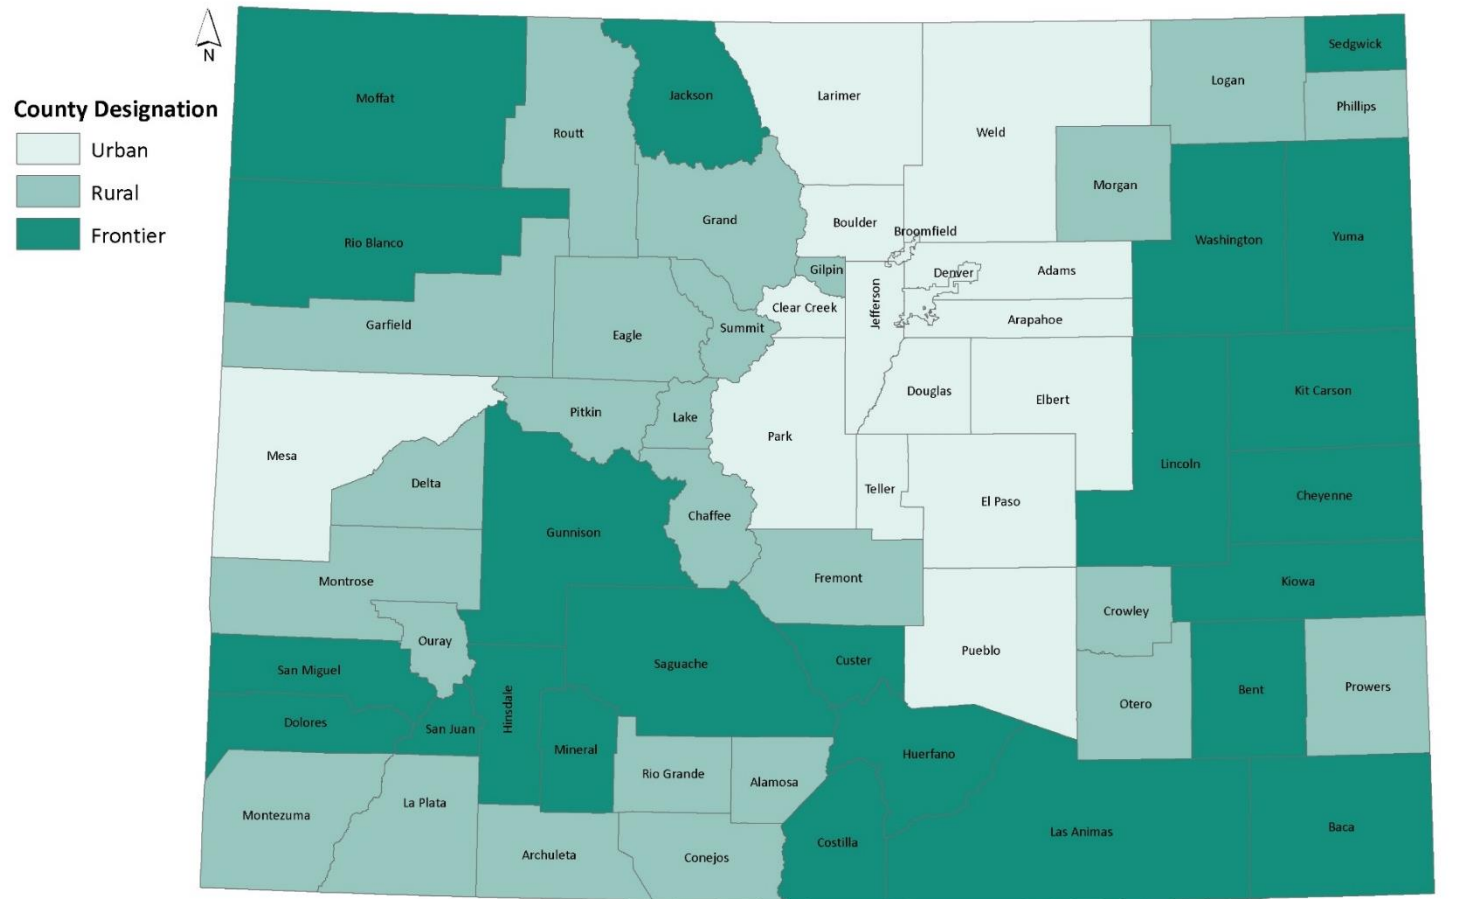 N
County Designation
Urban
Rural
Frontier
Moffat
Routt
Jackson
Larimer
Weld
Logan
Sedgwick
Phillips
Morgan
Rio Blanco
Grand
Boulder
Broomfield
Washington
Yuma
Gilpin
Denver
Adams
Garfield
Eagle
Summit
Clear Creek
Jefferson
Arapahoe
Pitkin
Lake
Park
Douglas
Elbert
Kit Carson
Mesa
Delta
Lincoln
Teller
El Paso
Cheyenne
Gunnison
Chaffee
Montrose
Fremont
Kiowa
Ouray
Crowley
San Miguel
Saguache
Custer
Pueblo
Bent
Prowers
Otero
Dolores
San Juan
Hinsdale
Mineral
Huerfano
Rio Grande
Alamosa
Montezuma
La Plata
Archuleta
Conejos
Costilla
Las Animas
Baca